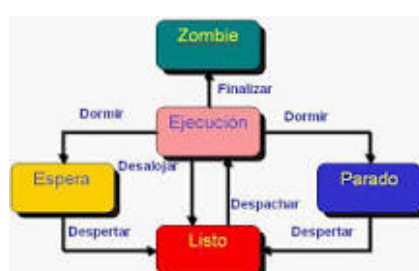 Zombie
Finalizar
Dormir
Ejecución
Dormir
Espera
Desalojar
Parado
Despachar
Despertar
Listo
Despertar